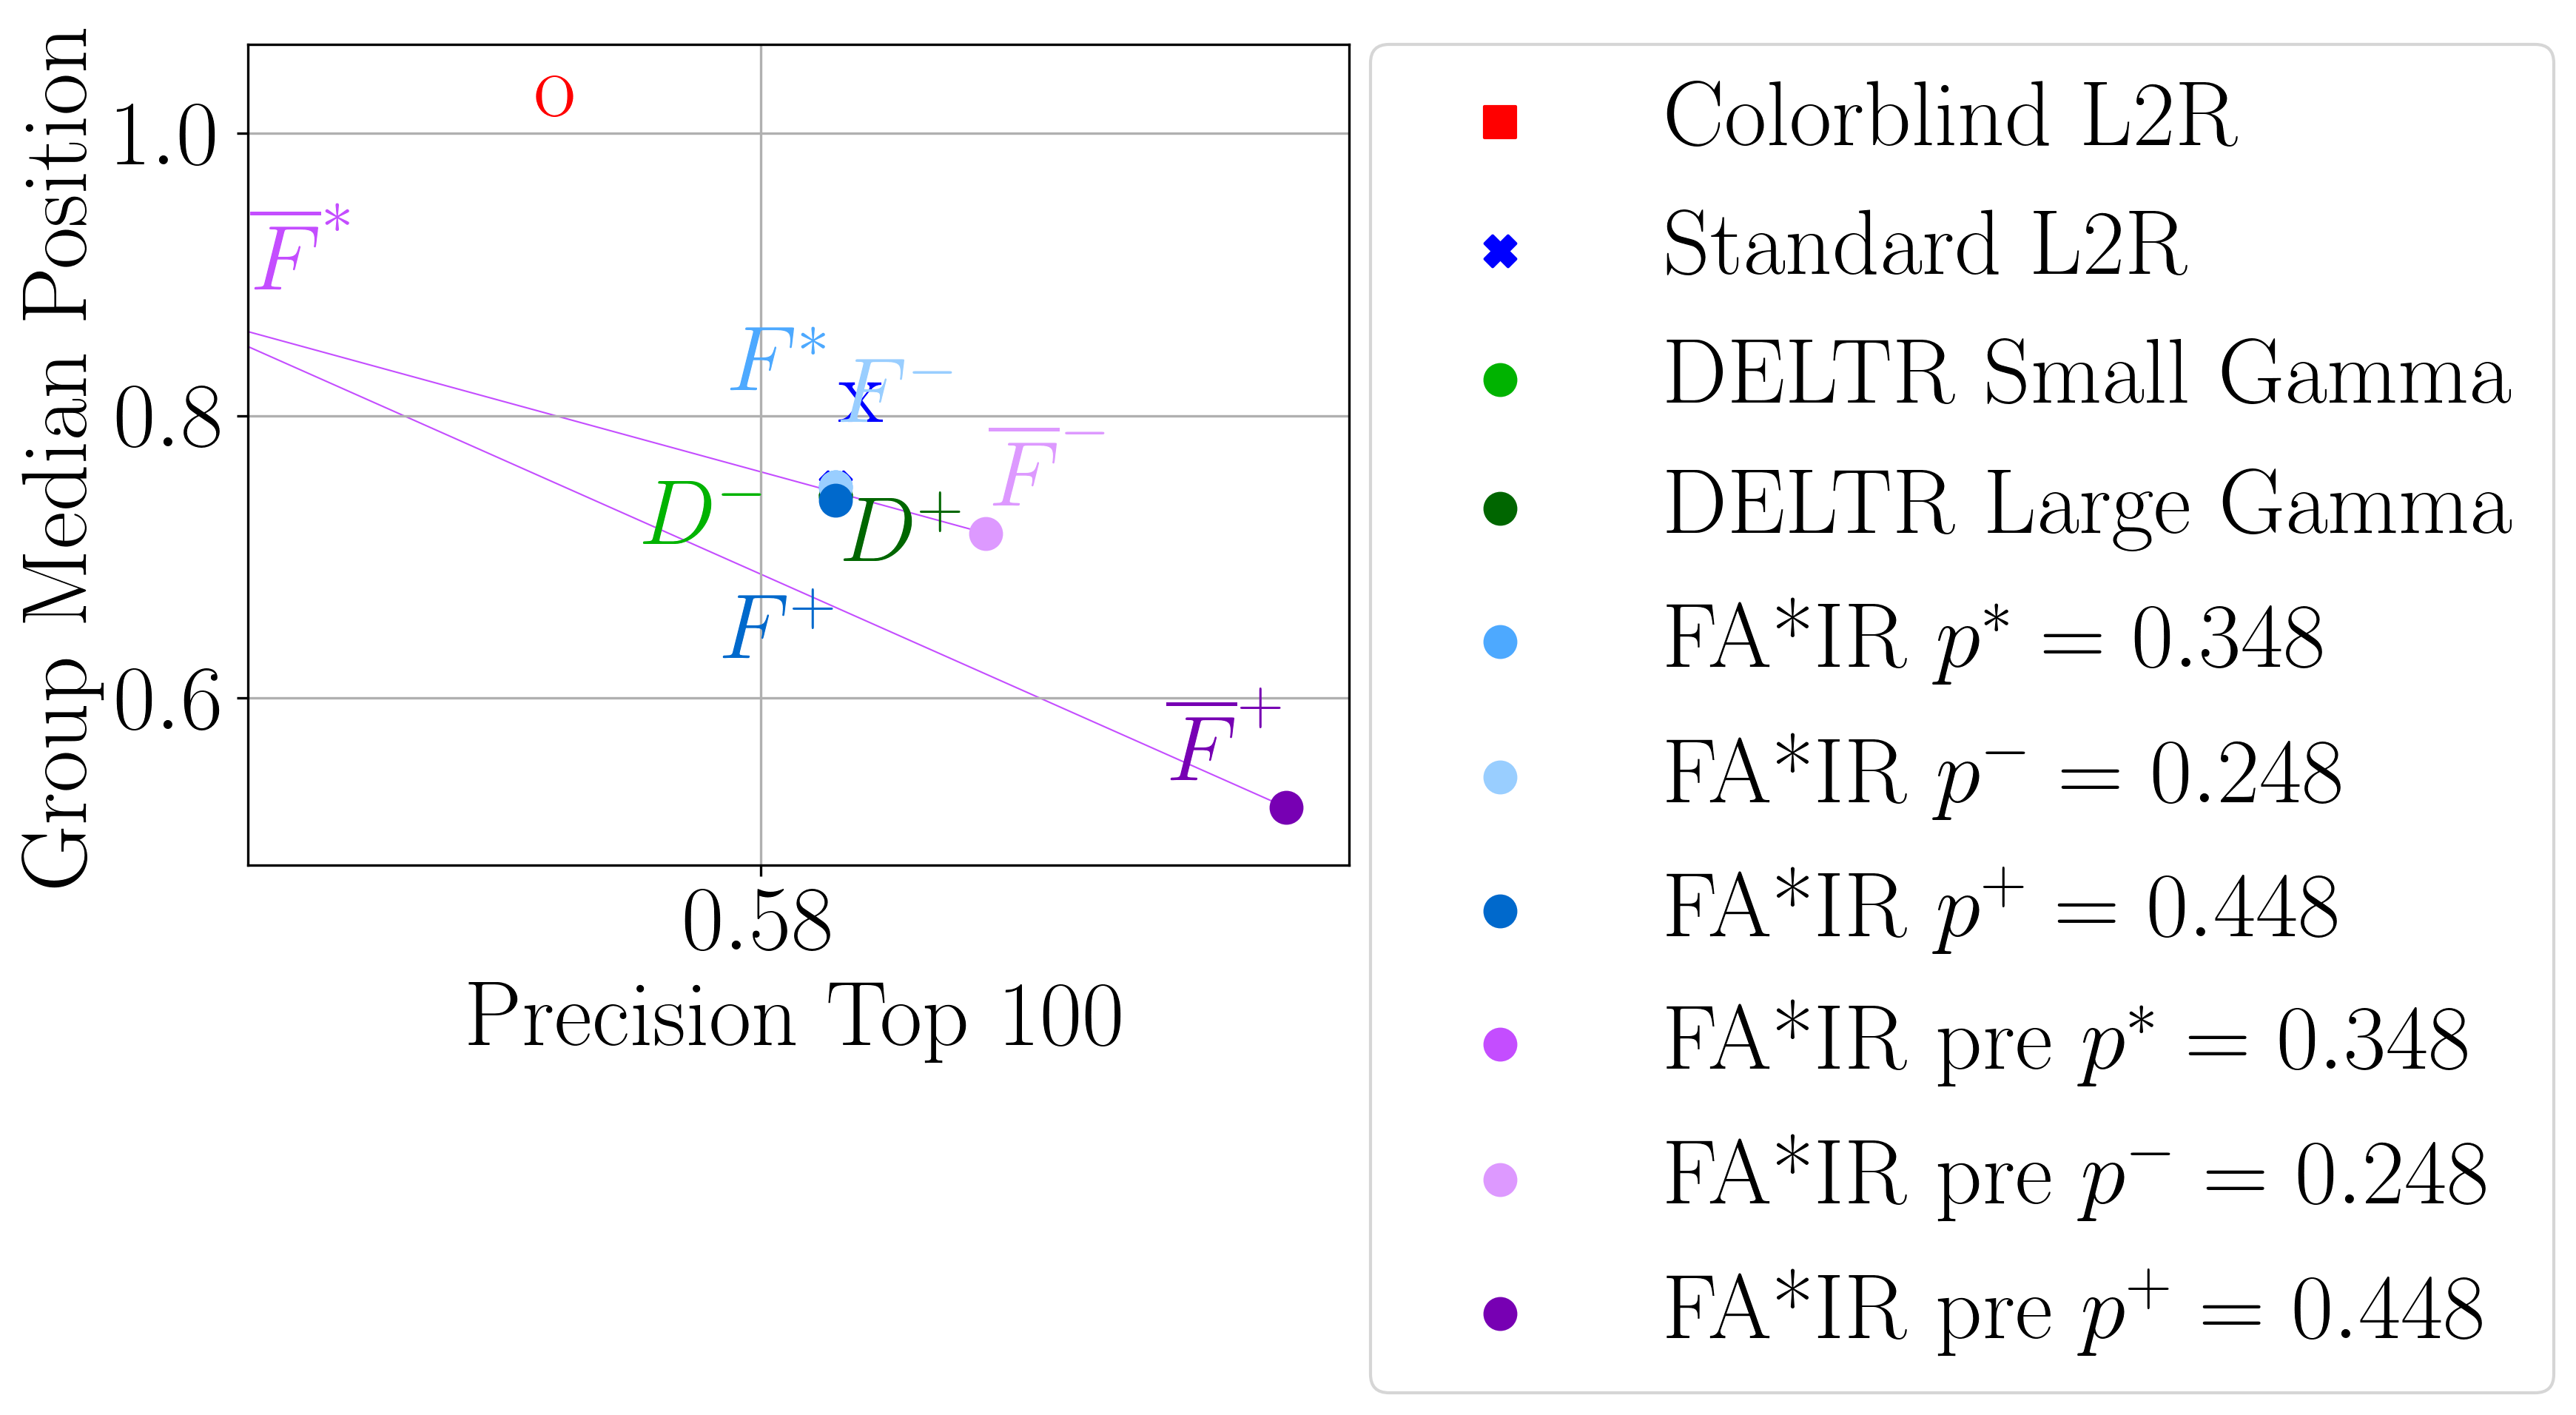 Group Median Position
1.0
0.8
0.6
O
F̅*
F*
F⁻
X
F̅⁻
D⁻
D⁺
F⁺
F̅⁺
0.58
Precision Top 100
Colorblind L2R
Standard L2R
DELTR Small Gamma
DELTR Large Gamma
FA*IR p* = 0.348
FA*IR p⁻ = 0.248
FA*IR p⁺ = 0.448
FA*IR pre p* = 0.348
FA*IR pre p⁻ = 0.248
FA*IR pre p⁺ = 0.448